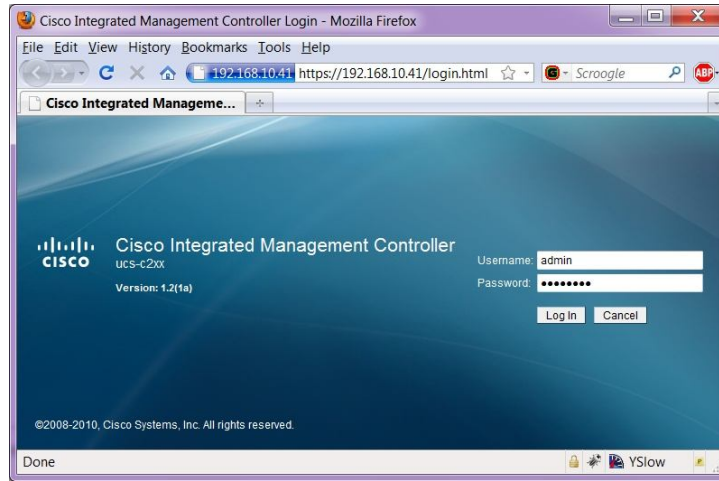 Cisco Integrated Management Controller Login - Mozilla Firefox
File Edit View History Bookmarks Tools Help
192.168.10.41 https://192.168.10.41/login.html Scroogle ABP
Cisco Integrated Manageme...
CISCO
Cisco Integrated Management Controller
ucs-c2xx
Version: 1.2(1a)
Username: admin
Password: ••••••••
Log In Cancel
©2008-2010, Cisco Systems, Inc. All rights reserved.
Done YSlow